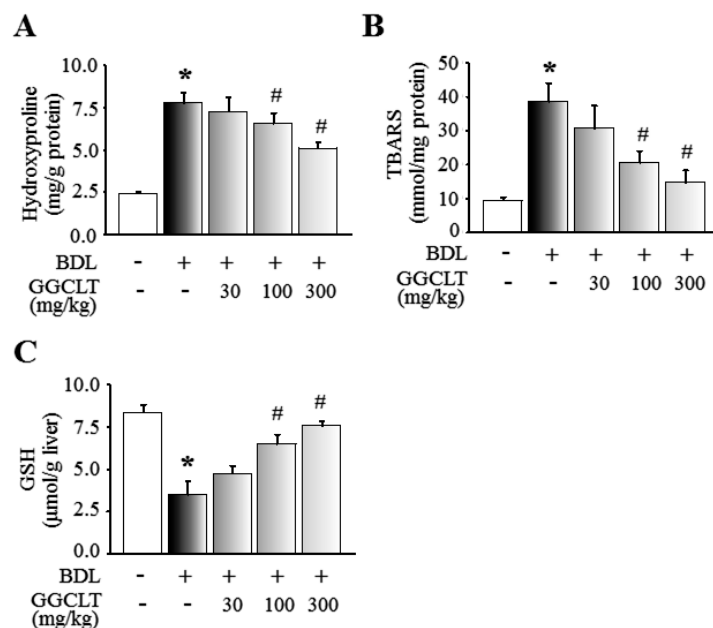 A
Hydroxyproline
(mg/g protein)
10.0
7.5
5.0
2.5
0.0
*
#
#
BDL - + + + +
GGCLT - - 30 100 300
(mg/kg)
B
TBARS
(mmol/mg protein)
50
40
30
20
10
0
*
#
#
BDL - + + + +
GGCLT - - 30 100 300
(mg/kg)
C
GSH
(μmol/g liver)
10.0
7.5
5.0
2.5
0.0
*
#
#
BDL - + + + +
GGCLT - - 30 100 300
(mg/kg)